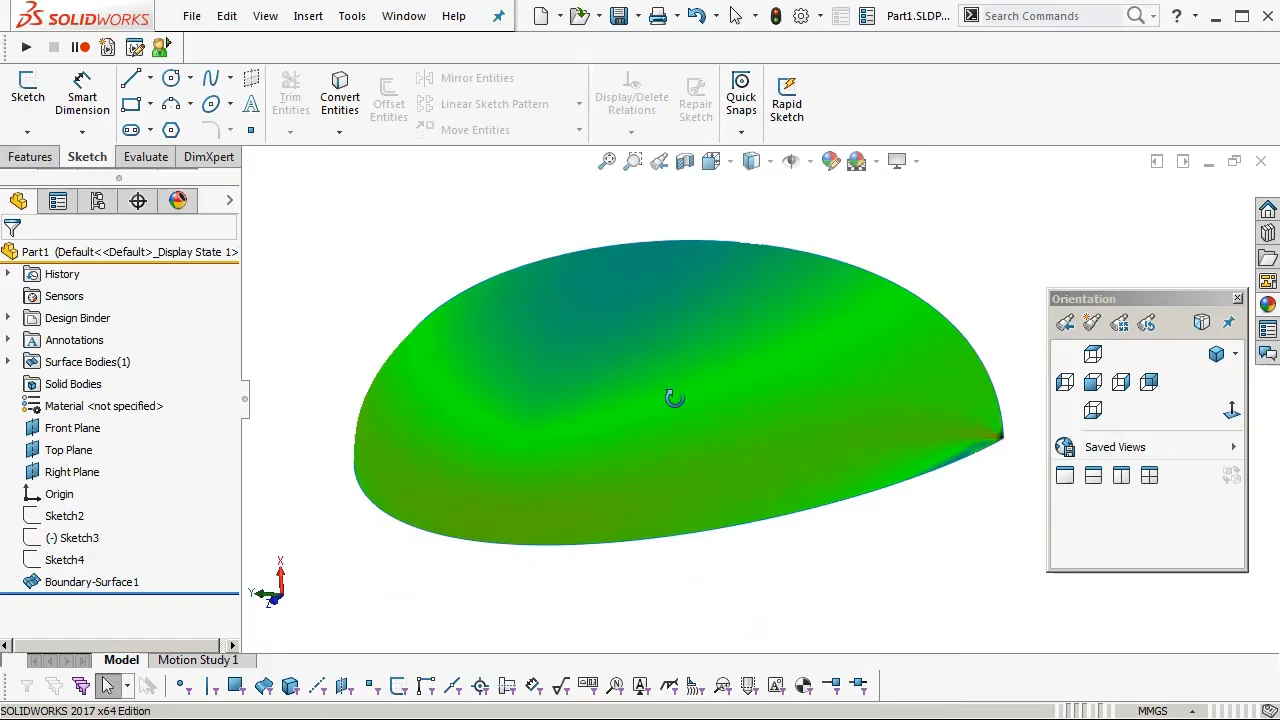 SOLIDWORKS File Edit View Insert Tools Window Help Part1.SLDP... Search Commands ?
Sketch Smart Dimension Trim Entities Convert Entities Offset Entities Mirror Entities Linear Sketch Pattern Move Entities Display/Delete Relations Repair Sketch Quick Snaps Rapid Sketch
Features Sketch Evaluate DimXpert
Part1 (Default<<Default>_Display State 1>
History
Sensors
Design Binder
Annotations
Surface Bodies(1)
Solid Bodies
Material <not specified>
Front Plane
Top Plane
Right Plane
Origin
Sketch2
(-) Sketch3
Sketch4
Boundary-Surface1
Orientation
Saved Views
X
Y
Z
Model Motion Study 1
SOLIDWORKS 2017 x64 Edition MMGS